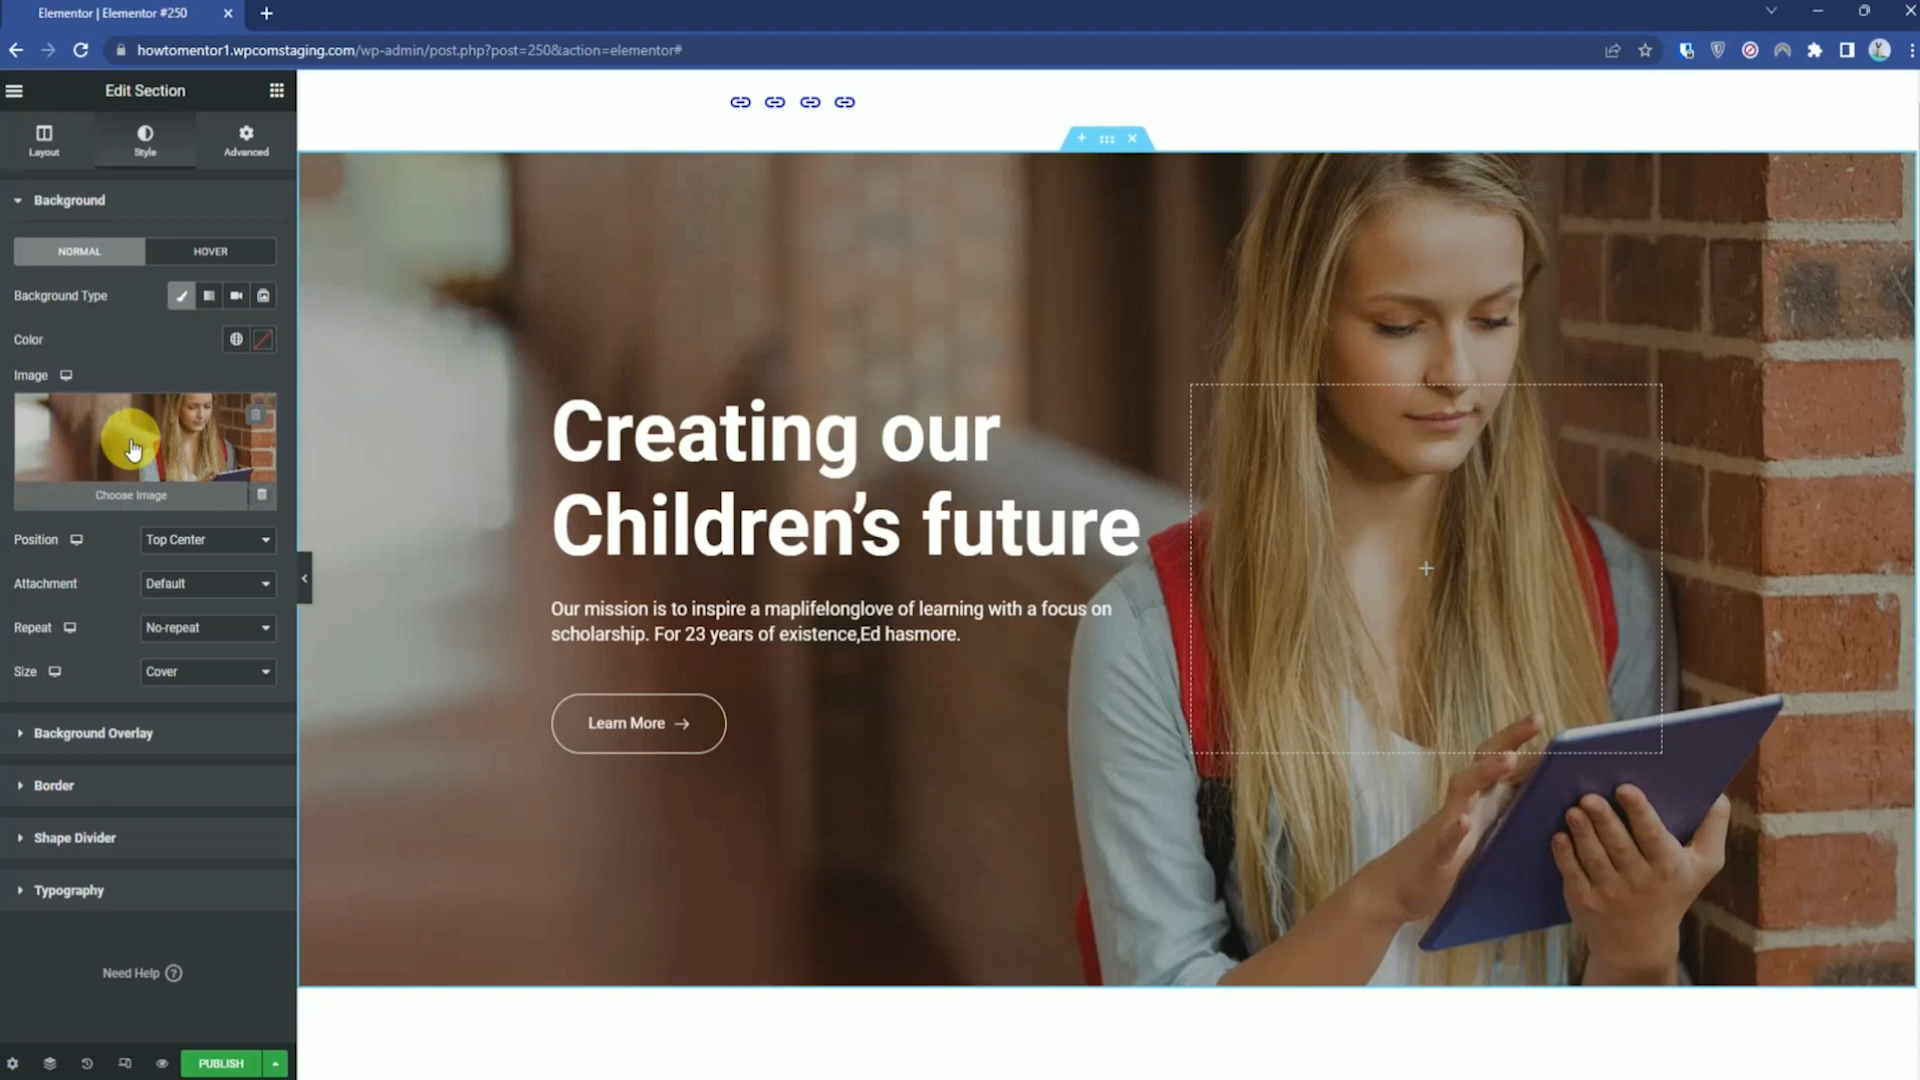 Elementor | Elementor #250
howtomentor1.wpcomstaging.com/wp-admin/post.php?post=250&action=elementor#
Edit Section
Layout
Style
Advanced
Background
NORMAL
HOVER
Background Type
Color
Image
Choose Image
Position
Top Center
Attachment
Default
Repeat
No-repeat
Size
Cover
Background Overlay
Border
Shape Divider
Typography
Need Help ?
PUBLISH
Creating our
Children’s future
Our mission is to inspire a maplifelonglove of learning with a focus on
scholarship. For 23 years of existence,Ed hasmore.
Learn More →